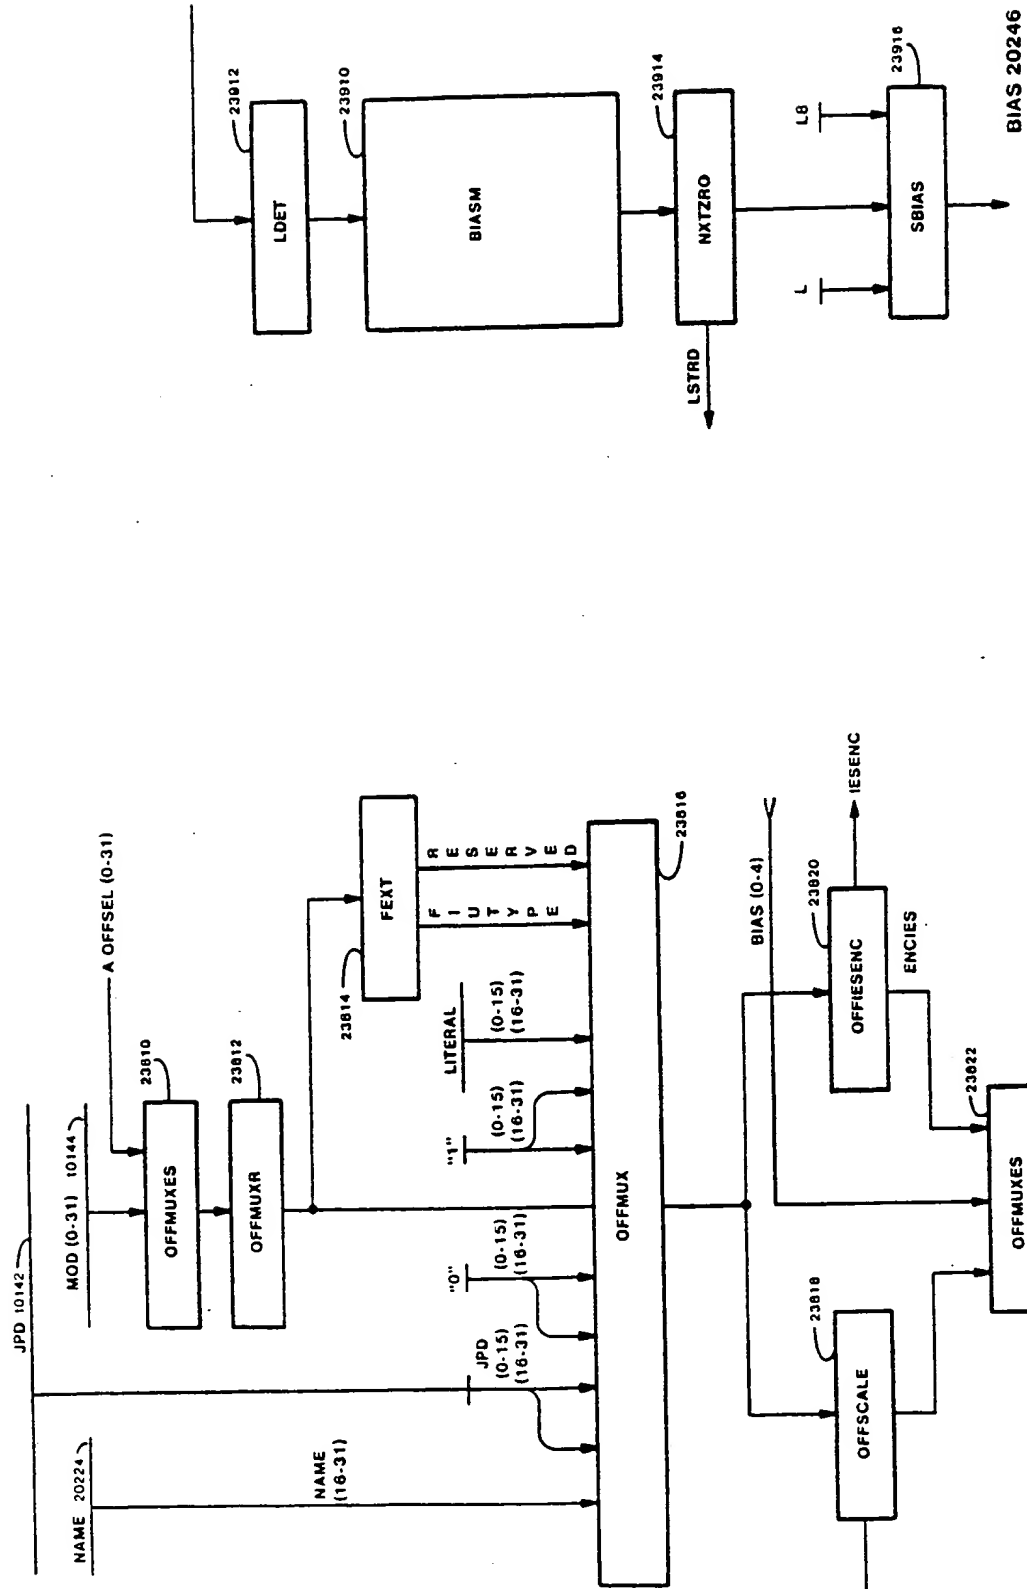 JPD 10142
NAME 20224
MOD (0-31) 10144
A OFFSEL (0-31)
OFFMUXES
23810
OFFMUXR
23812
FEXT
23814
FIUTYPE
RESERVED
NAME
(16-31)
JPD
(0-15)
(16-31)
"0"
(0-15)
(16-31)
"1"
(0-15)
(16-31)
LITERAL
(0-15)
(16-31)
OFFMUX
23816
BIAS (0-4)
OFFSCALE
23818
OFFIESENC
23820
IESENC
ENCIES
OFFMUXES
23822
LDET
23912
BIASM
23910
NXTZRO
23914
LSTRD
L
L8
SBIAS
23916
BIAS 20246